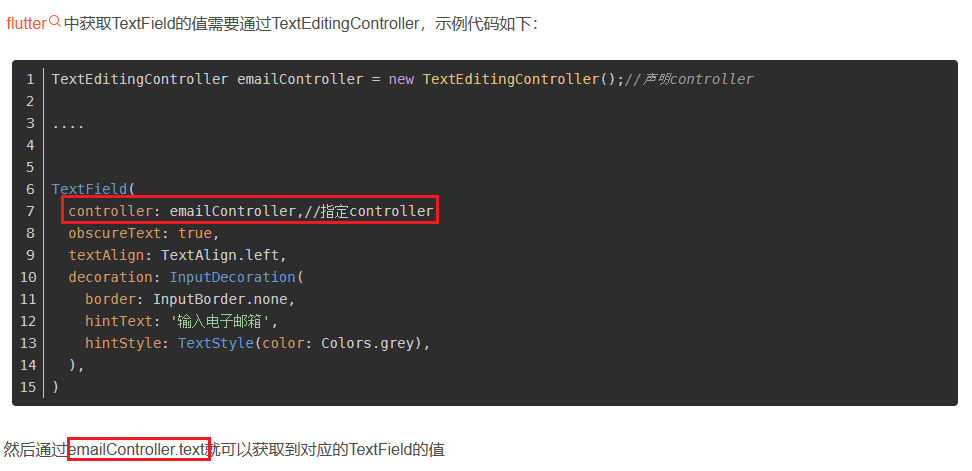 flutter中获取TextField的值需要通过TextEditingController，示例代码如下：
1 TextEditingController emailController = new TextEditingController();//声明controller
2
3 ....
4
5
6 TextField(
7 controller: emailController,//指定controller
8 obscureText: true,
9 textAlign: TextAlign.left,
10 decoration: InputDecoration(
11 border: InputBorder.none,
12 hintText: '输入电子邮箱',
13 hintStyle: TextStyle(color: Colors.grey),
14 ),
15 )
然后通过emailController.text就可以获取到对应的TextField的值